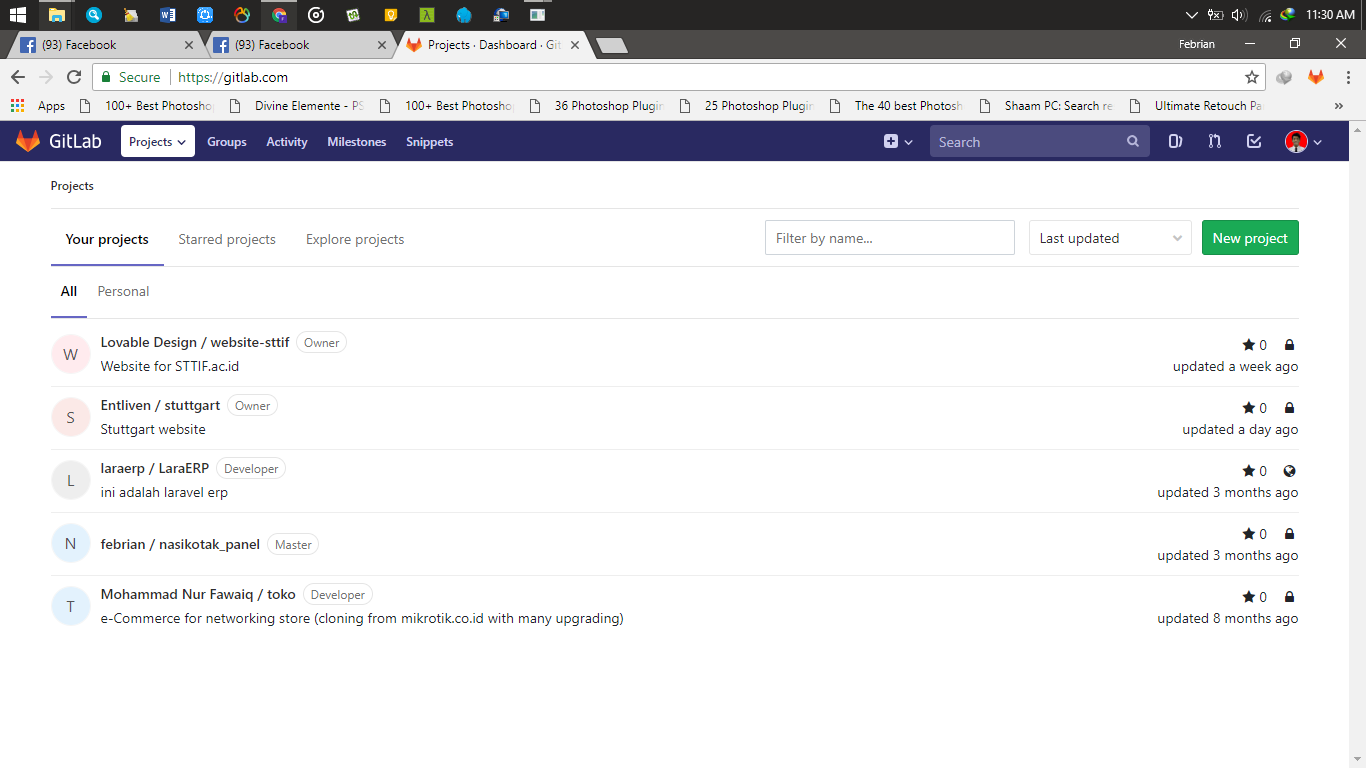 11:30 AM
(93) Facebook
(93) Facebook
Projects · Dashboard · Git
Febrian
Secure
https://gitlab.com
Apps
100+ Best Photosho
Divine Elemente - PS
100+ Best Photosho
36 Photoshop Plugin
25 Photoshop Plugin
The 40 best Photosh
Shaam PC: Search re
Ultimate Retouch Pa
»
GitLab
Projects
Groups
Activity
Milestones
Snippets
Search
Projects
Your projects
Starred projects
Explore projects
Filter by name...
Last updated
New project
All
Personal
W
Lovable Design / website-sttif
Owner
0
Website for STTIF.ac.id
updated a week ago
S
Entliven / stuttgart
Owner
0
Stuttgart website
updated a day ago
L
laraerp / LaraERP
Developer
0
ini adalah laravel erp
updated 3 months ago
N
febrian / nasikotak_panel
Master
0
updated 3 months ago
T
Mohammad Nur Fawaiq / toko
Developer
0
e-Commerce for networking store (cloning from mikrotik.co.id with many upgrading)
updated 8 months ago